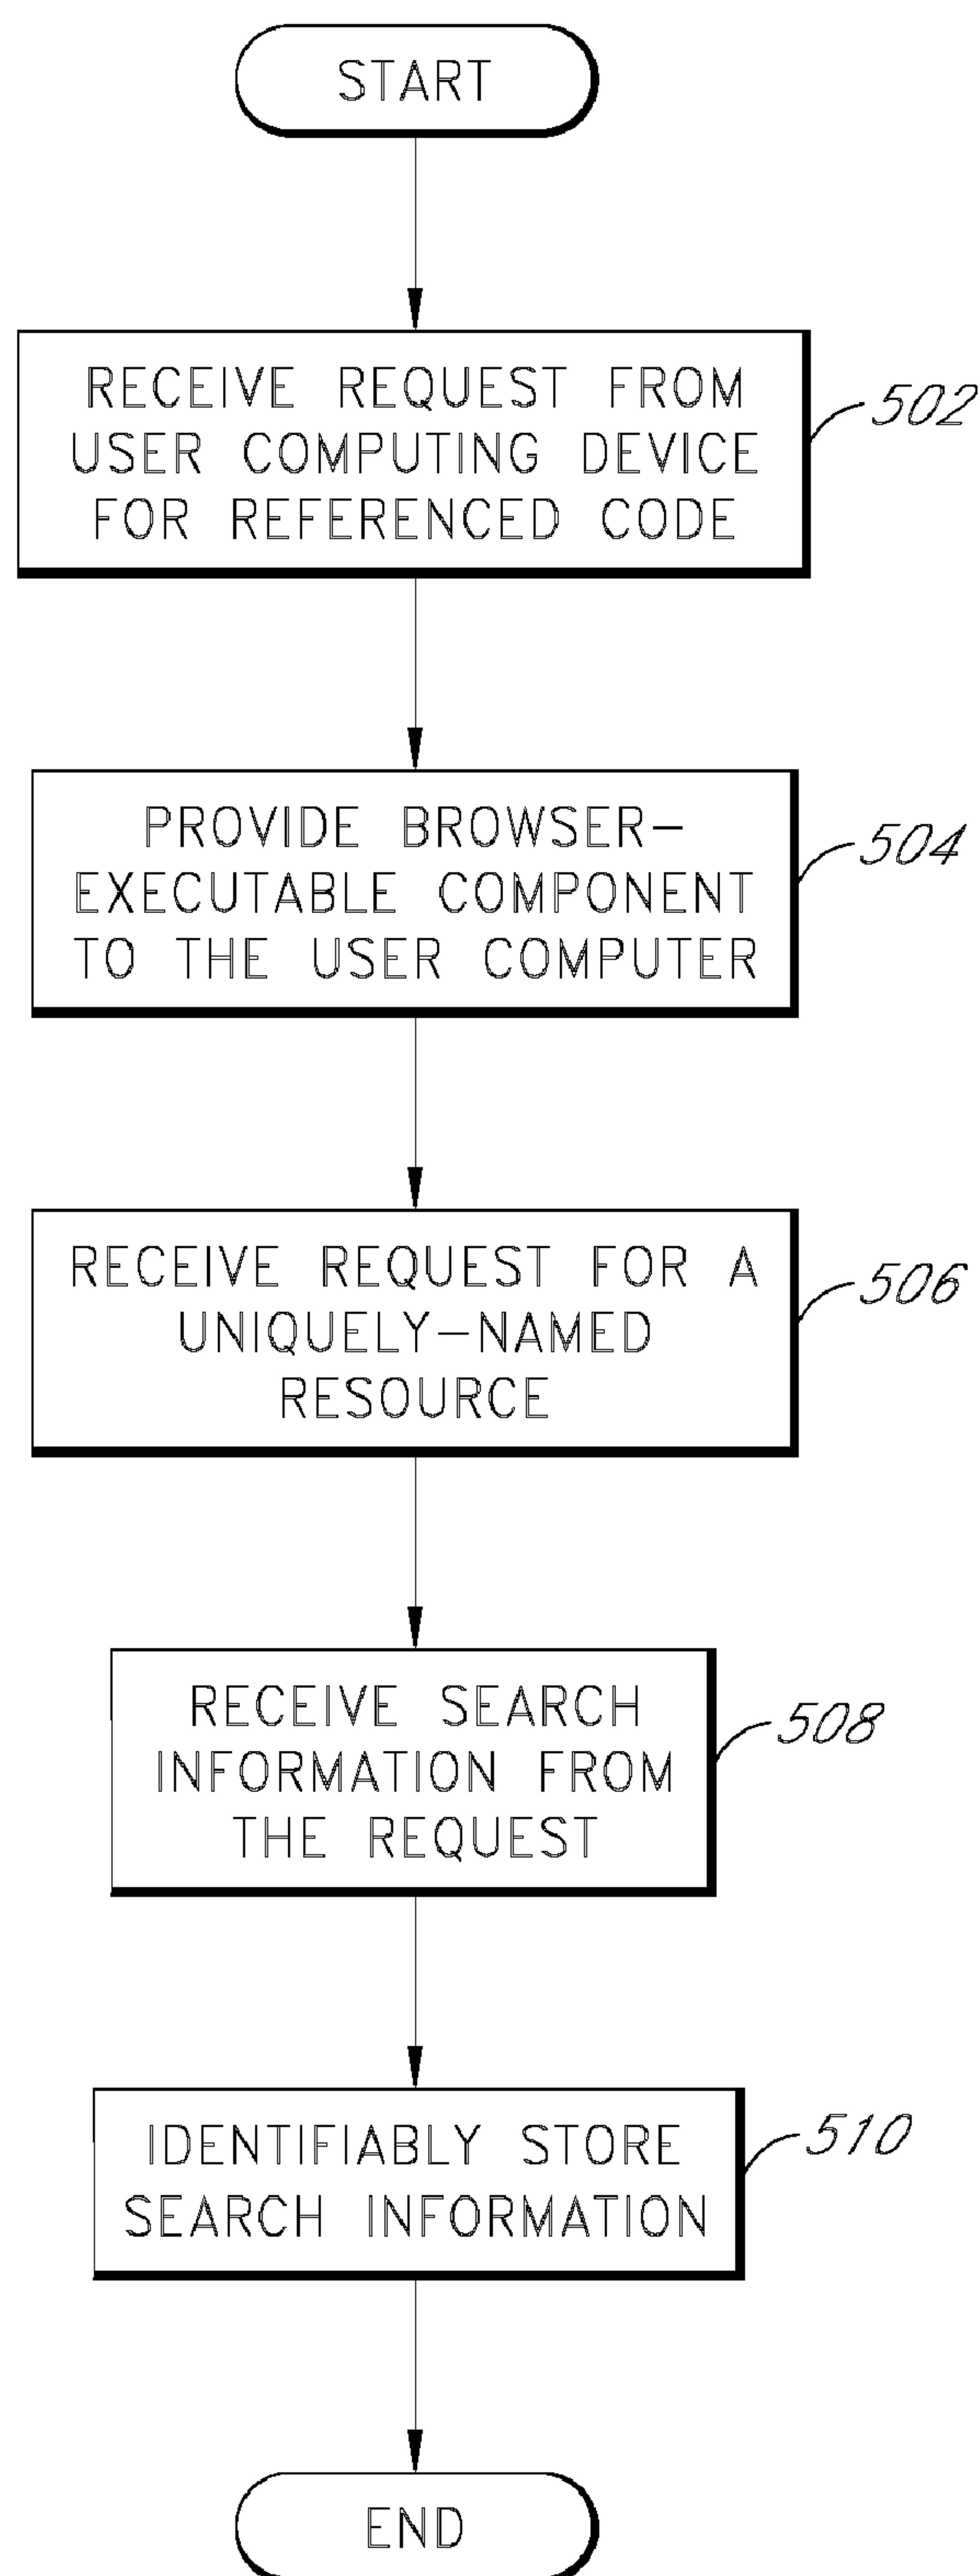 START
RECEIVE REQUEST FROM
USER COMPUTING DEVICE
FOR REFERENCED CODE
502
PROVIDE BROWSER-
EXECUTABLE COMPONENT
TO THE USER COMPUTER
504
RECEIVE REQUEST FOR A
UNIQUELY-NAMED
RESOURCE
506
RECEIVE SEARCH
INFORMATION FROM
THE REQUEST
508
IDENTIFIABLY STORE
SEARCH INFORMATION
510
END